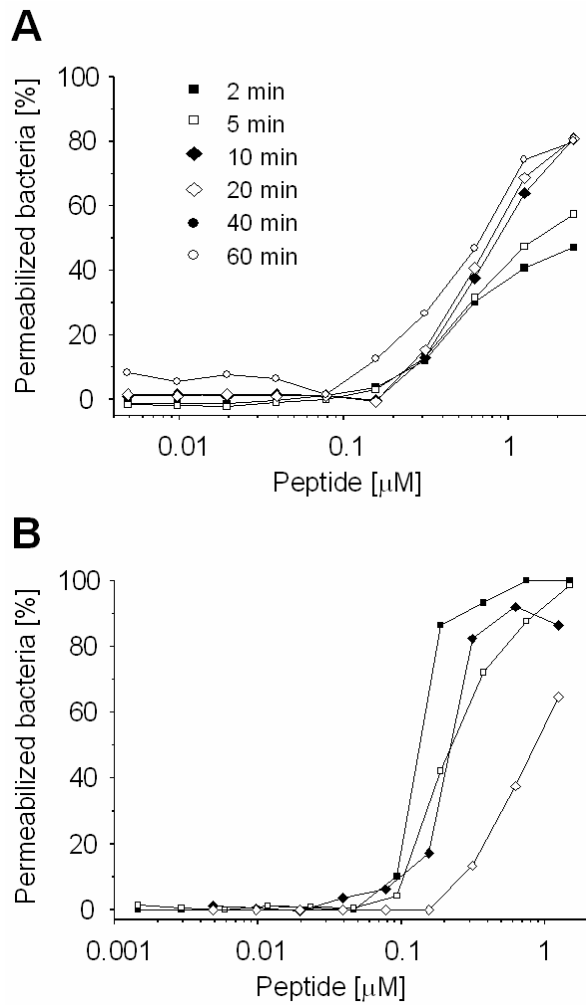 A
Permeabilized bacteria [%]
100
80
60
40
20
0
2 min
5 min
10 min
20 min
40 min
60 min
0.01
0.1
1
Peptide [μM]
B
Permeabilized bacteria [%]
100
80
60
40
20
0
0.001
0.01
0.1
1
Peptide [μM]